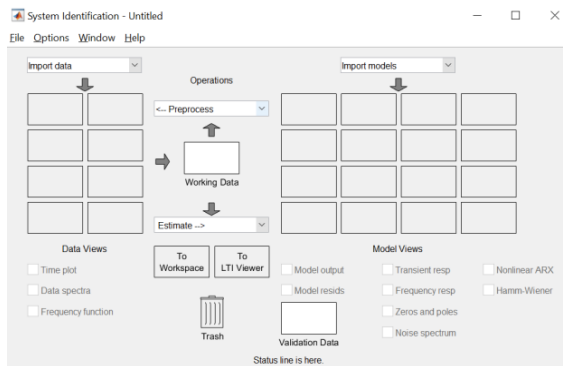 System Identification - Untitled
File Options Window Help
Import data
Import models
Operations
<-- Preprocess
Working Data
Estimate -->
Data Views
To Workspace
To LTI Viewer
Model Views
Time plot
Data spectra
Frequency function
Model output
Model resids
Transient resp
Frequency resp
Zeros and poles
Noise spectrum
Nonlinear ARX
Hamm-Wiener
Trash
Validation Data
Status line is here.